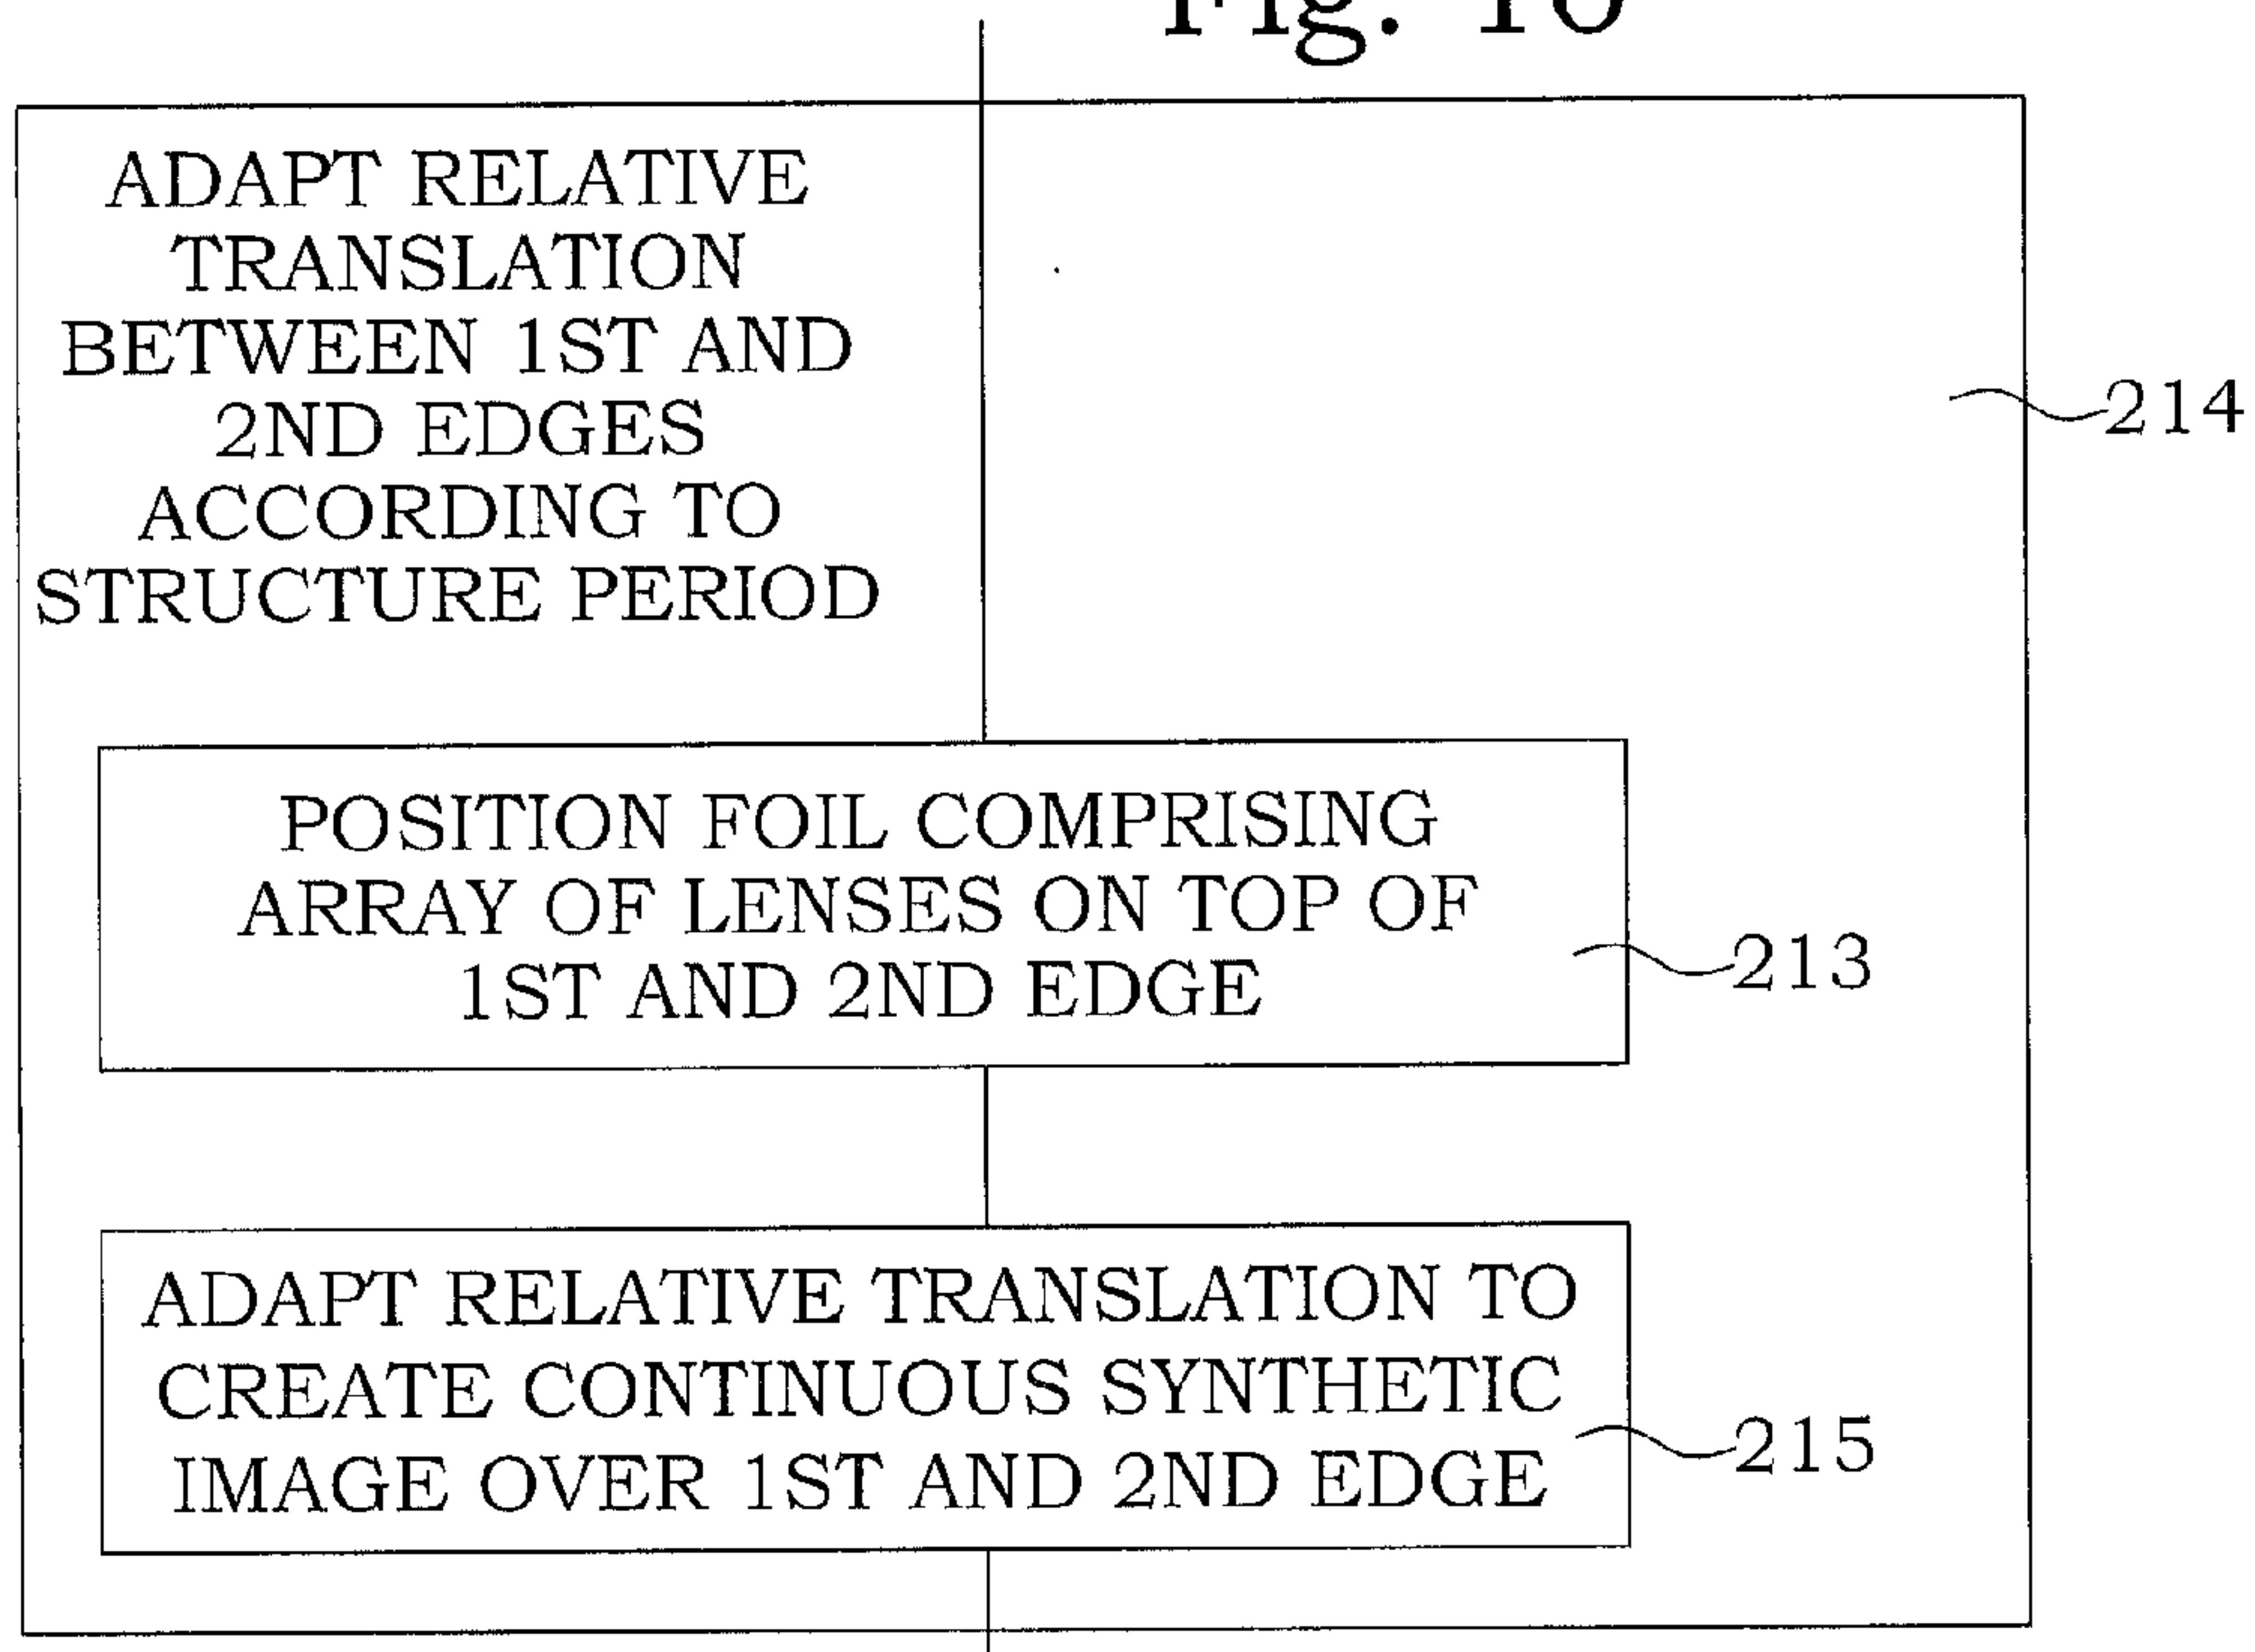 Fig.
ADAPT RELATIVE
TRANSLATION
BETWEEN 1ST AND
2ND EDGES
ACCORDING TO
STRUCTURE PERIOD
214
POSITION FOIL COMPRISING
ARRAY OF LENSES ON TOP OF
1ST AND 2ND EDGE
213
ADAPT RELATIVE TRANSLATION TO
CREATE CONTINUOUS SYNTHETIC
IMAGE OVER 1ST AND 2ND EDGE
215